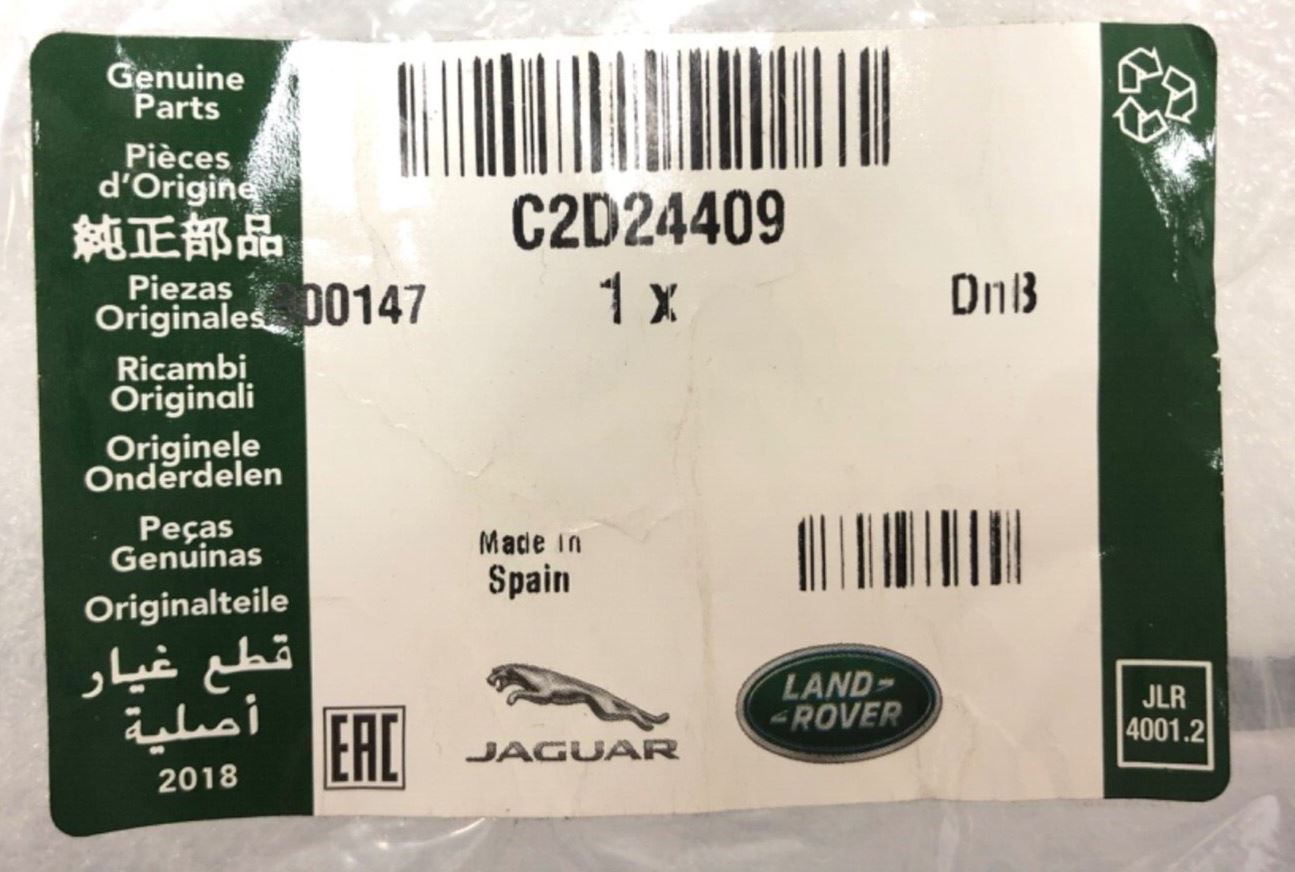 Genuine
Parts
Pièces
d'Origine
純正部品
Piezas
Originales
Ricambi
Originali
Originele
Onderdelen
Peças
Genuinas
Originalteile
قطع غيار
أصلية
2018
C2D24409
1 x
DnB
Made in
Spain
EAC
JAGUAR
LAND-
-ROVER
JLR
4001.2